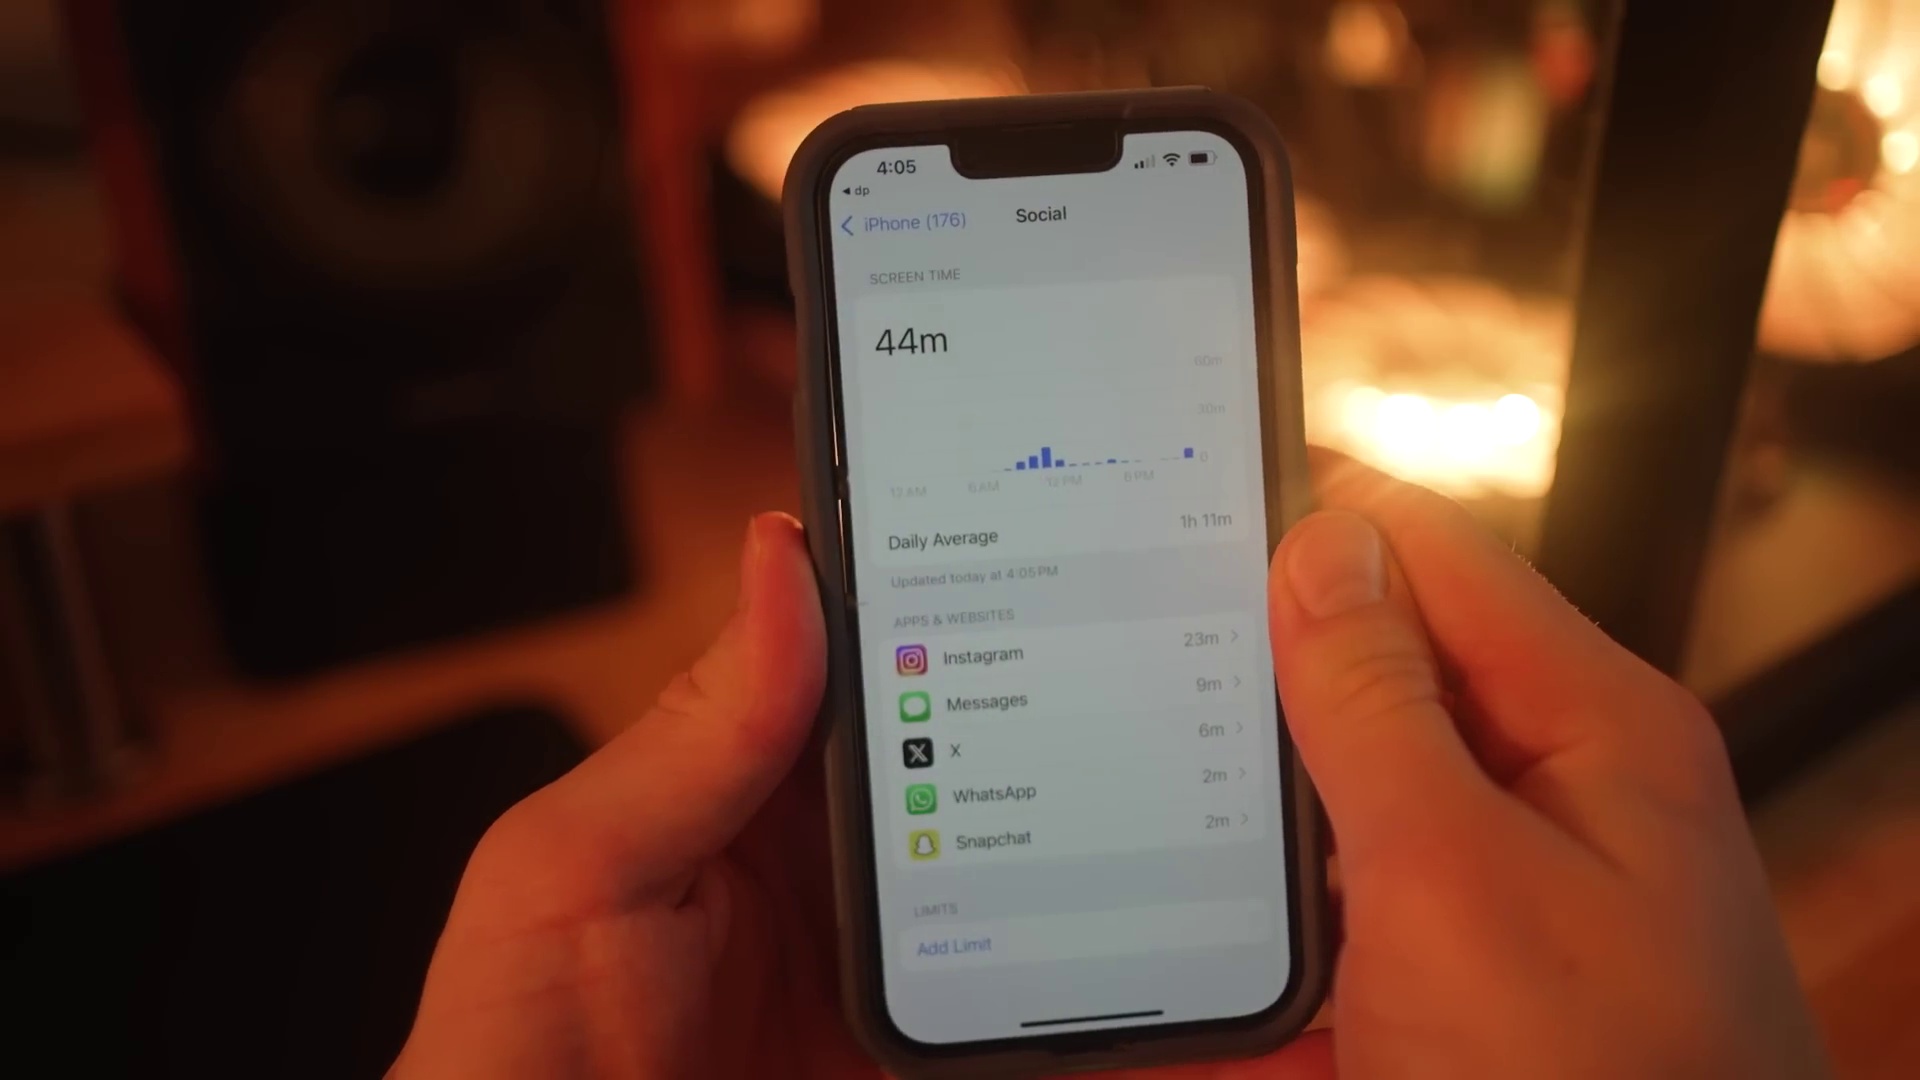 4:05
◀ dp
iPhone (176)
Social
SCREEN TIME
44m
60m
30m
0
12 AM
6 AM
12 PM
6 PM
Daily Average
1h 11m
Updated today at 4:05 PM
APPS & WEBSITES
Instagram
23m
Messages
9m
X
6m
WhatsApp
2m
Snapchat
2m
LIMITS
Add Limit